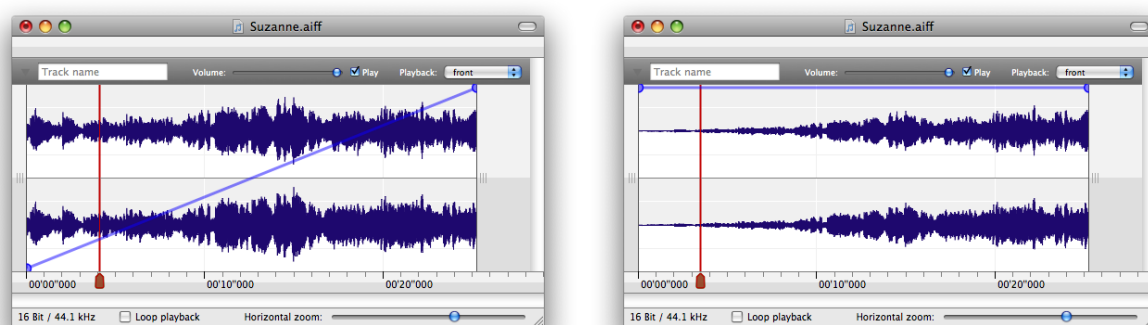 Suzanne.aiff
Track name Volume: Play Playback: front
00'00"000 00'10"000 00'20"000
16 Bit / 44.1 kHz Loop playback Horizontal zoom:
Suzanne.aiff
Track name Volume: Play Playback: front
00'00"000 00'10"000 00'20"000
16 Bit / 44.1 kHz Loop playback Horizontal zoom: